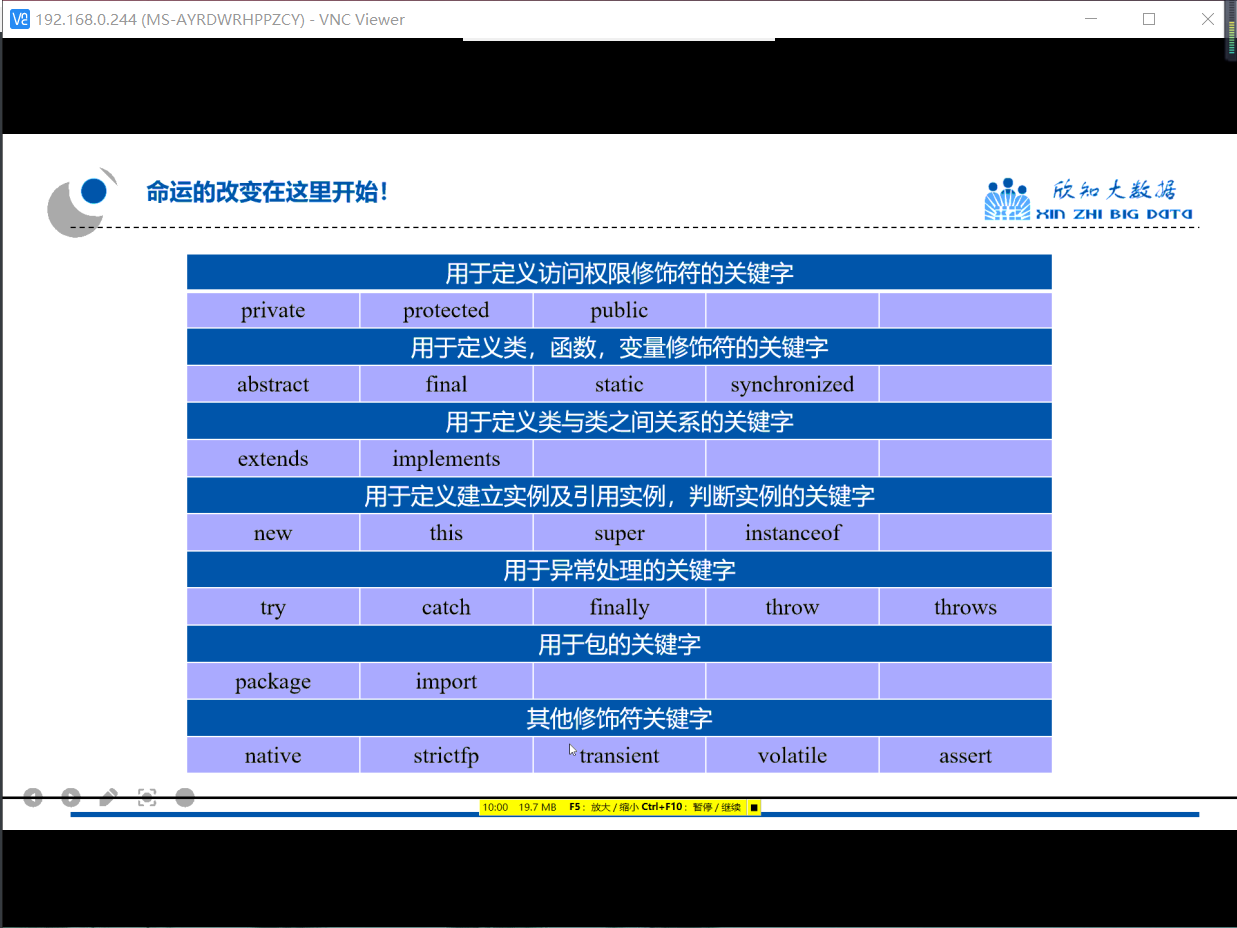 192.168.0.244 (MS-AYRDWRHPPZCY) - VNC Viewer
命运的改变在这里开始！
欣知大数据
XIN ZHI BIG DATA
用于定义访问权限修饰符的关键字
private protected public
用于定义类，函数，变量修饰符的关键字
abstract final static synchronized
用于定义类与类之间关系的关键字
extends implements
用于定义建立实例及引用实例，判断实例的关键字
new this super instanceof
用于异常处理的关键字
try catch finally throw throws
用于包的关键字
package import
其他修饰符关键字
native strictfp transient volatile assert
10:00 19.7 MB F5：放大 / 缩小 Ctrl+F10：暂停 / 继续